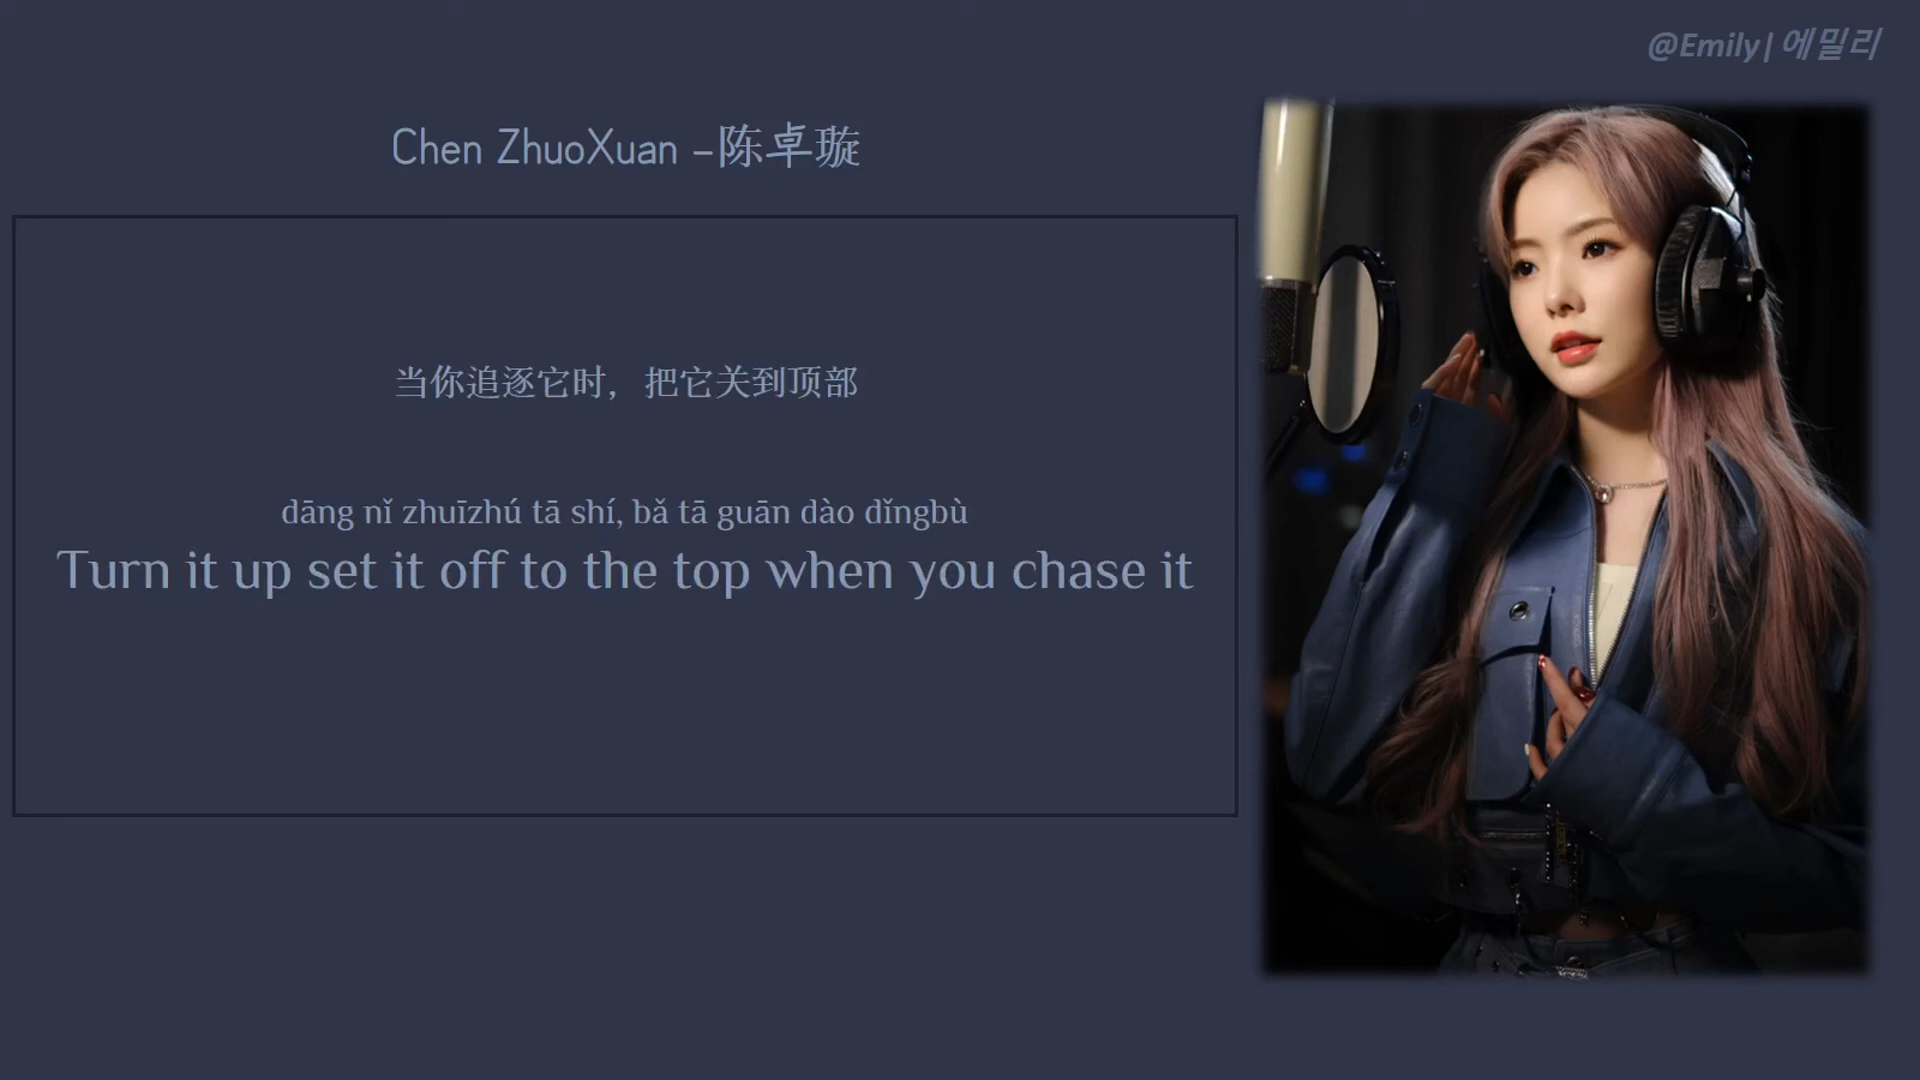 @Emily| 에밀리
Chen ZhuoXuan -陈卓璇
当你追逐它时，把它关到顶部
dāng nǐ zhuīzhú tā shí, bǎ tā guān dào dǐngbù
Turn it up set it off to the top when you chase it